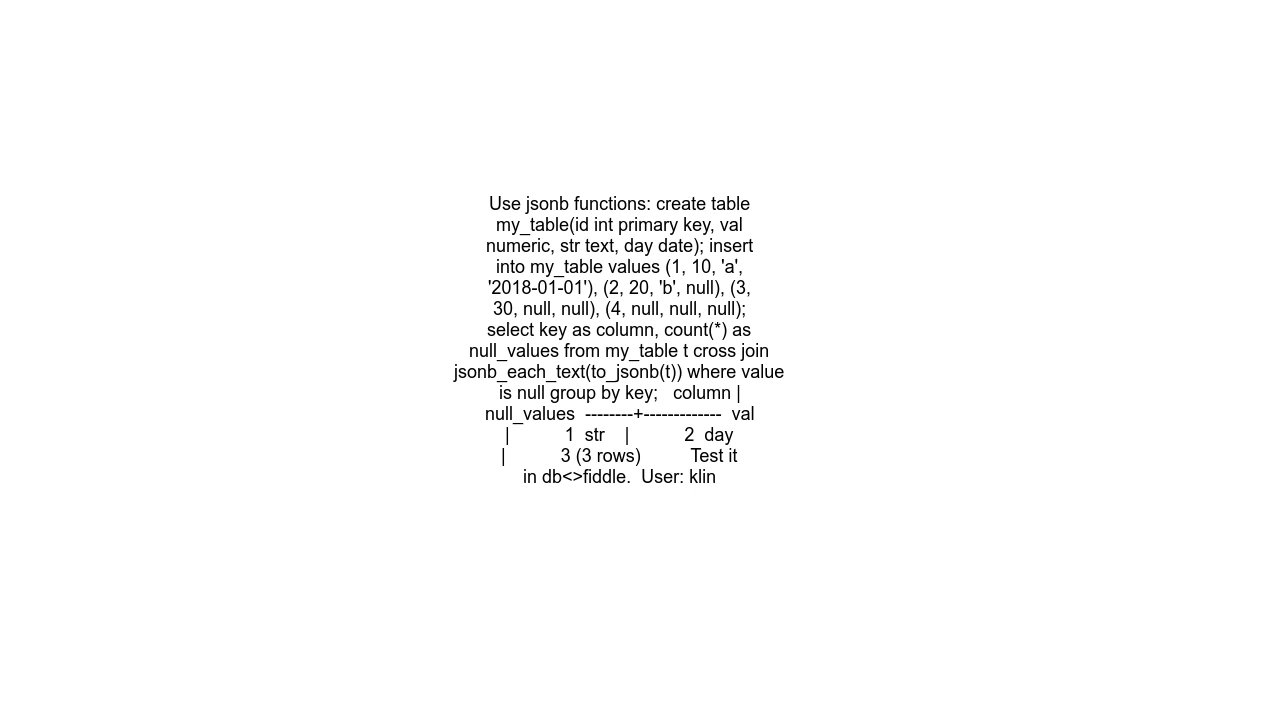 Use jsonb functions: create table
my_table(id int primary key, val
numeric, str text, day date); insert
into my_table values (1, 10, 'a',
'2018-01-01'), (2, 20, 'b', null), (3,
30, null, null), (4, null, null, null);
select key as column, count(*) as
null_values from my_table t cross join
jsonb_each_text(to_jsonb(t)) where value
is null group by key;   column |
null_values  --------+-------------  val
|           1  str    |           2  day
|           3 (3 rows)          Test it
in db<>fiddle.  User: klin